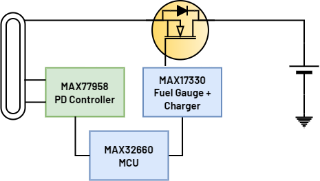 MAX77958
PD Controller
MAX17330
Fuel Gauge +
Charger
MAX32660
MCU